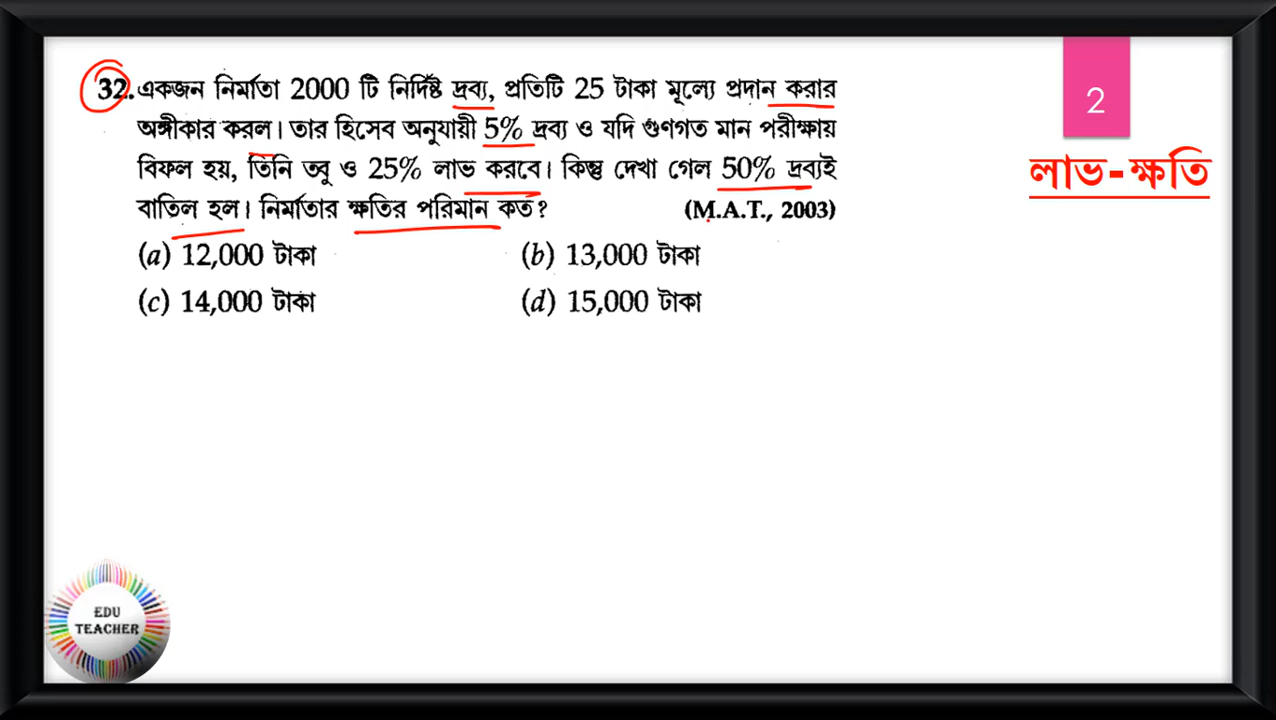 2
লাভ-ক্ষতি
32. একজন নির্মাতা 2000 টি নির্দিষ্ট দ্রব্য, প্রতিটি 25 টাকা মূল্যে প্রদান করার
অঙ্গীকার করল। তার হিসেব অনুযায়ী 5% দ্রব্য ও যদি গুণগত মান পরীক্ষায়
বিফল হয়, তিনি তবু ও 25% লাভ করবে। কিন্তু দেখা গেল 50% দ্রব্যই
বাতিল হল। নির্মাতার ক্ষতির পরিমান কত? (M.A.T., 2003)
(a) 12,000 টাকা (b) 13,000 টাকা
(c) 14,000 টাকা (d) 15,000 টাকা
EDU
TEACHER